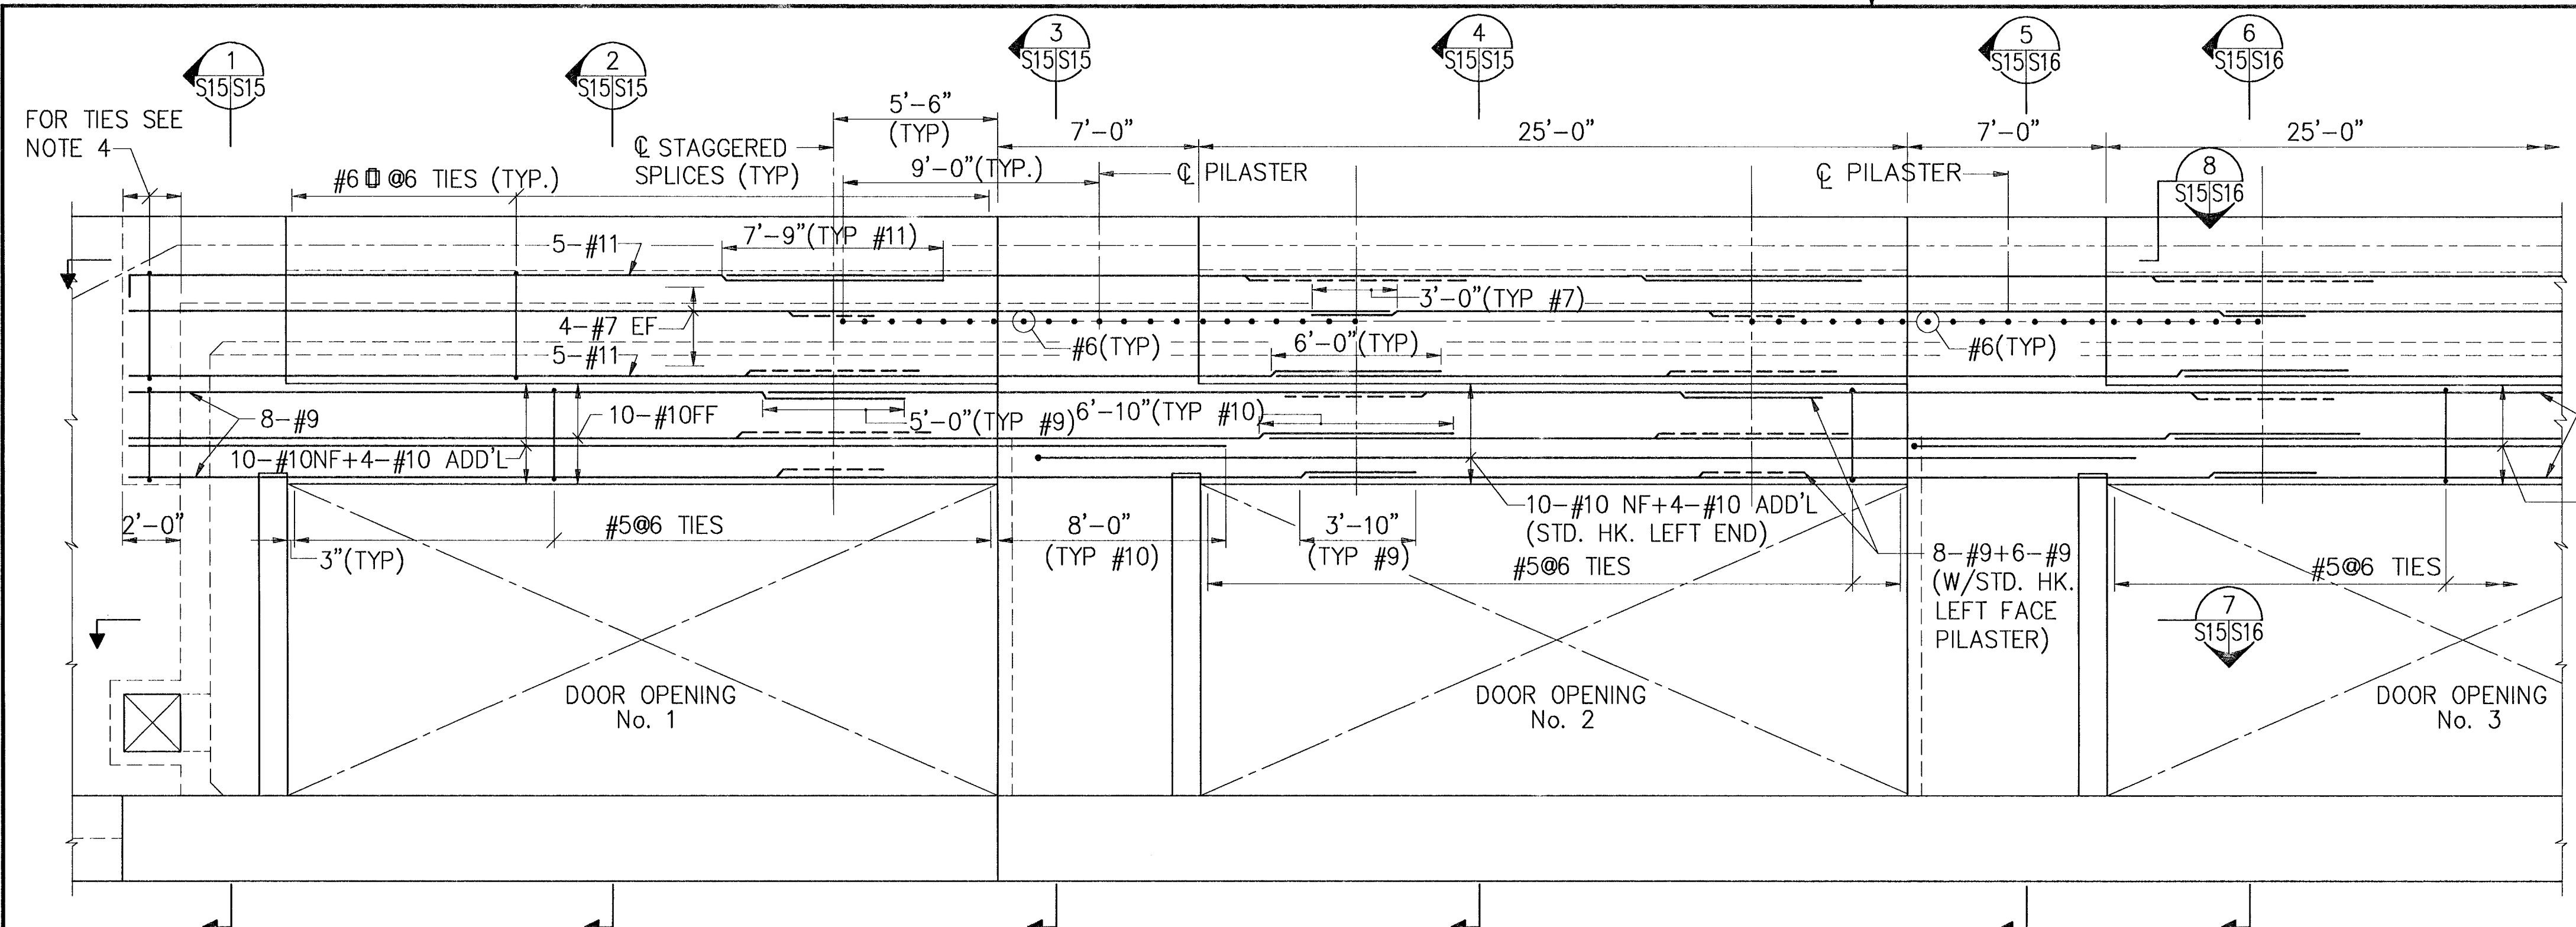 1
S15 S15
2
S15 S15
3
S15 S15
4
S15 S15
5
S15 S16
6
S15 S16
FOR TIES SEE
NOTE 4
5'-6"
(TYP)
7'-0"
25'-0"
7'-0"
25'-0"
℄ STAGGERED
SPLICES (TYP)
#6 @6 TIES (TYP.)
9'-0"(TYP.)
℄ PILASTER
℄ PILASTER
8
S15 S16
5-#11
7'-9"(TYP #11)
3'-0"(TYP #7)
4-#7 EF
5-#11
#6(TYP)
6'-0"(TYP)
#6(TYP)
8-#9
10-#10FF
5'-0"(TYP #9)
6'-10"(TYP #10)
10-#10NF+4-#10 ADD'L
2'-0"
#5@6 TIES
3"(TYP)
8'-0"
(TYP #10)
3'-10"
(TYP #9)
10-#10 NF+4-#10 ADD'L
(STD. HK. LEFT END)
#5@6 TIES
8-#9+6-#9
(W/STD. HK.
LEFT FACE
PILASTER)
#5@6 TIES
7
S15 S16
DOOR OPENING
No. 1
DOOR OPENING
No. 2
DOOR OPENING
No. 3